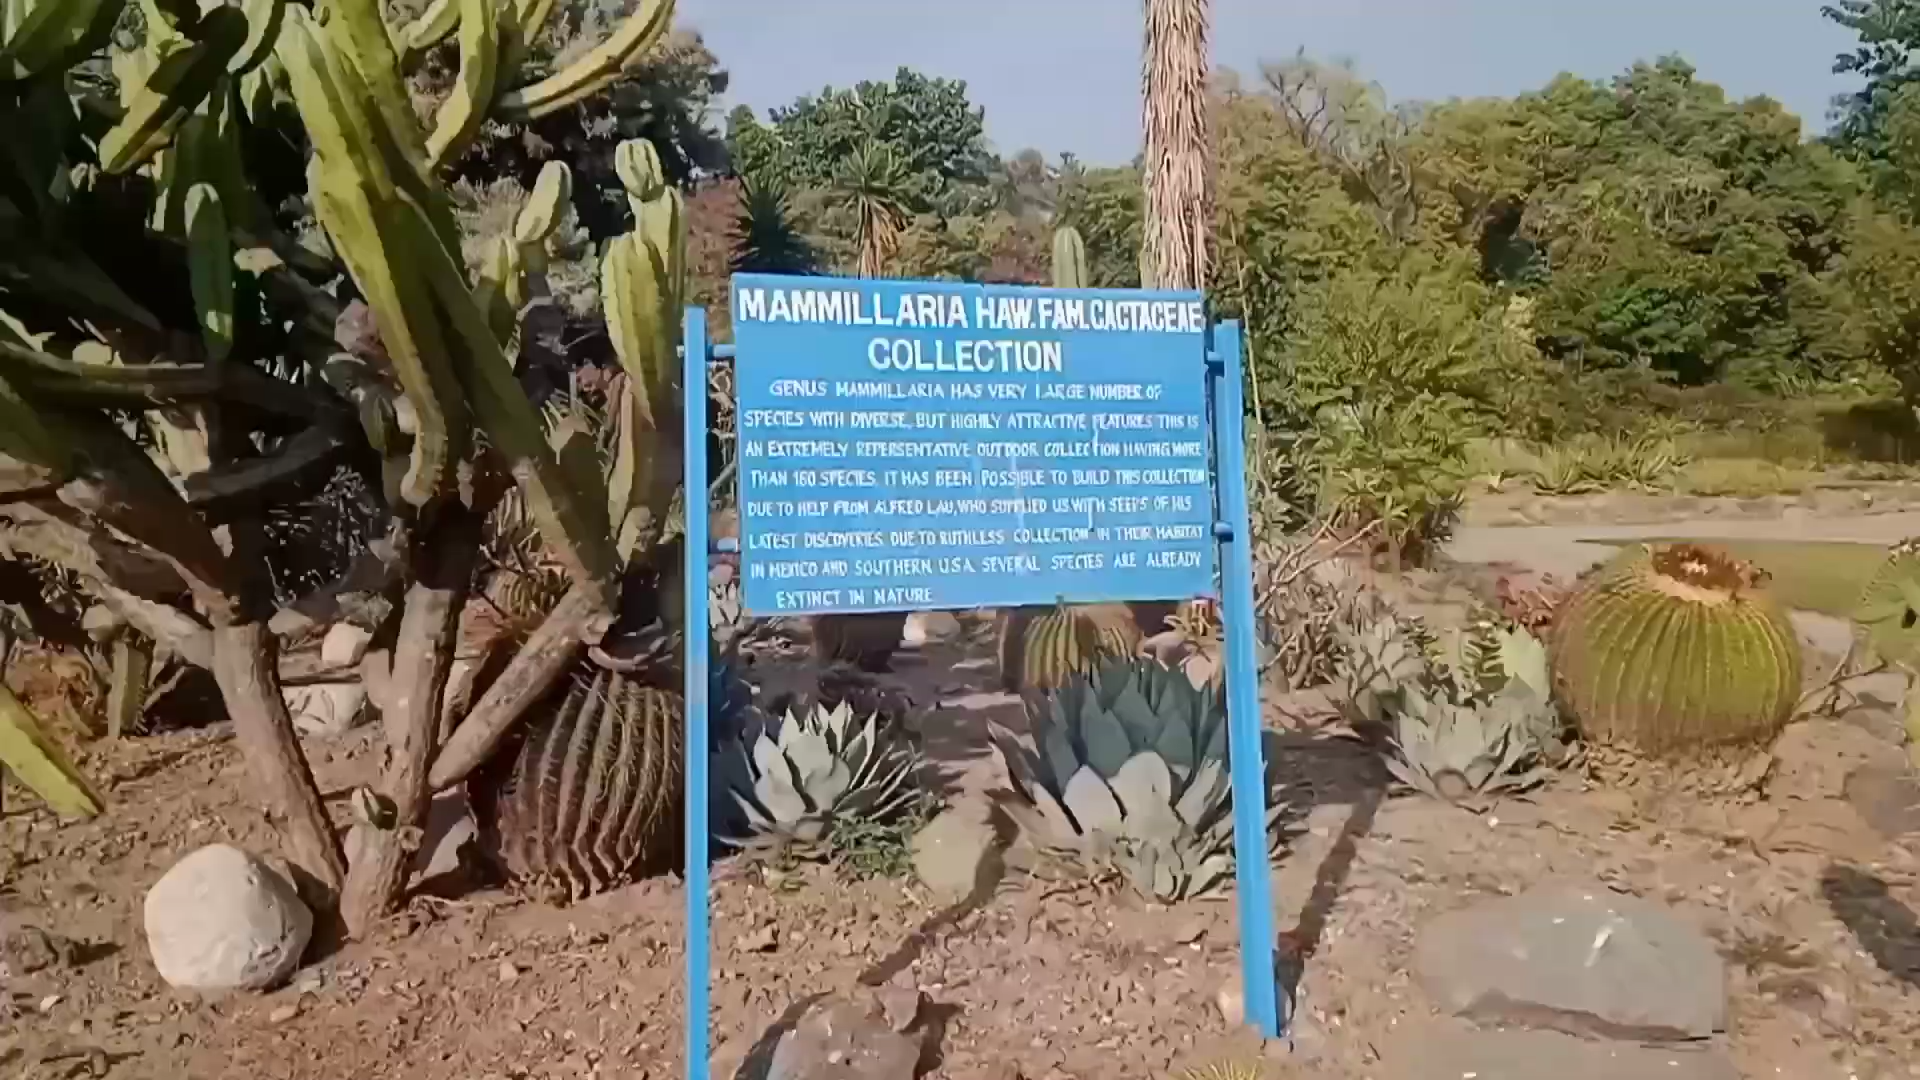 MAMMILLARIA HAW. FAM. CACTACEAE
COLLECTION
GENUS MAMMILLARIA HAS VERY LARGE NUMBER OF
SPECIES WITH DIVERSE, BUT HIGHLY ATTRACTIVE FEATURES THIS IS
AN EXTREMELY REPRESENTATIVE OUTDOOR COLLECTION HAVING MORE
THAN 160 SPECIES. IT HAS BEEN POSSIBLE TO BUILD THIS COLLECTION
DUE TO HELP FROM ALFRED LAU, WHO SUPPLIED US WITH SEEDS OF HIS
LATEST DISCOVERIES DUE TO RUTHLESS COLLECTION IN THEIR HABITAT
IN MEXICO AND SOUTHERN U.S.A. SEVERAL SPECIES ARE ALREADY
EXTINCT IN NATURE